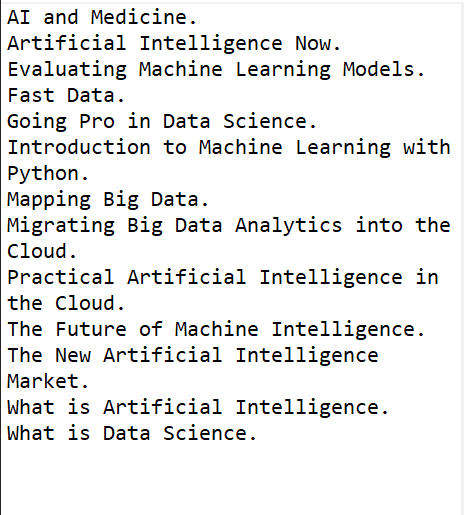 AI and Medicine.
Artificial Intelligence Now.
Evaluating Machine Learning Models.
Fast Data.
Going Pro in Data Science.
Introduction to Machine Learning with
Python.
Mapping Big Data.
Migrating Big Data Analytics into the
Cloud.
Practical Artificial Intelligence in
the Cloud.
The Future of Machine Intelligence.
The New Artificial Intelligence
Market.
What is Artificial Intelligence.
What is Data Science.